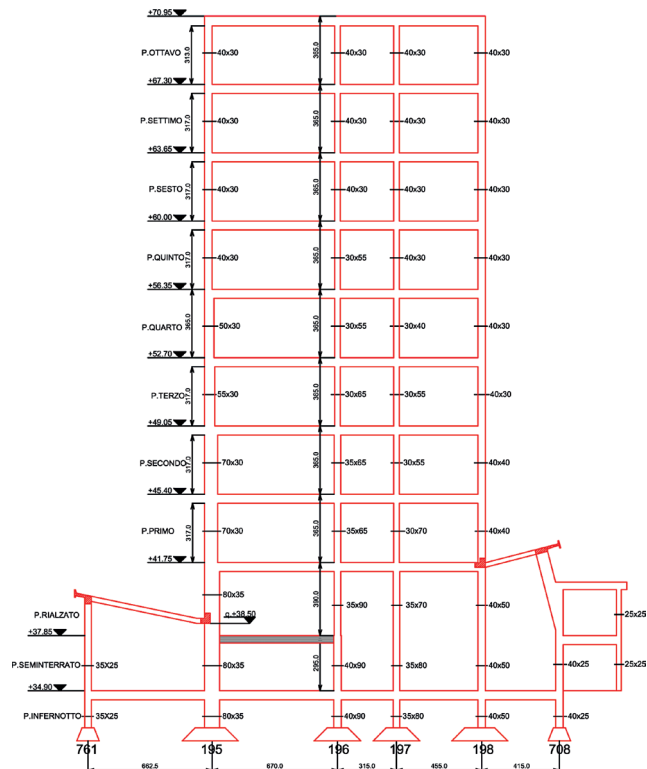 +70.95
P.OTTAVO 313.0 40x30 365.0 40x30 40x30 40x30
+67.30
P.SETTIMO 317.0 40x30 365.0 40x30 40x30 40x30
+63.65
P.SESTO 317.0 40x30 365.0 40x30 40x30 40x30
+60.00
P.QUINTO 317.0 40x30 365.0 30x55 40x30 40x30
+56.35
P.QUARTO 365.0 50x30 365.0 30x55 30x40 40x30
+52.70
P.TERZO 317.0 55x30 365.0 30x65 30x55 40x30
+49.05
P.SECONDO 317.0 70x30 365.0 35x65 30x55 40x40
+45.40
P.PRIMO 317.0 70x30 365.0 35x65 30x70 40x40
+41.75
80x35 390.0 35x90 35x70
P.RIALZATO q.+38.50 25x25
+37.85
P.SEMINTERRATO 35X25 80x35 295.0 40x90 35x80 40x50 40x25 25x25
+34.90
P.INFERNOTTO 35X25 80x35 40x90 35x80 40x50 40x25
761 195 196 197 198 708
662.5 670.0 315.0 455.0 415.0